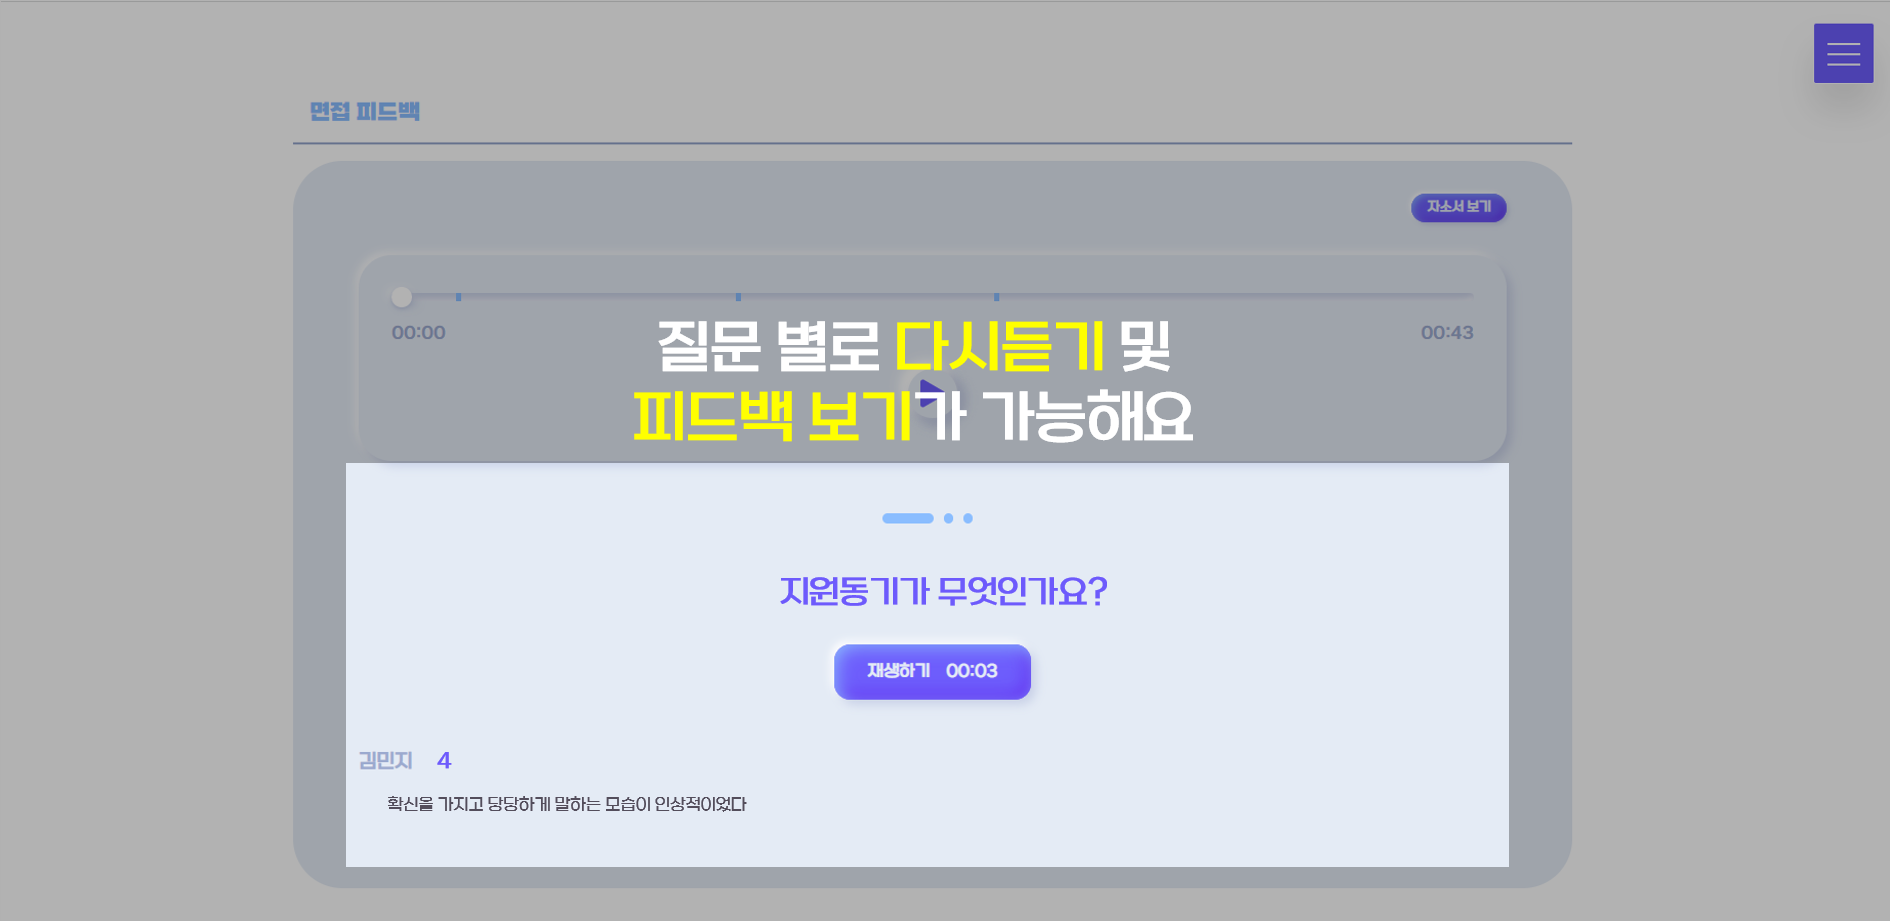 면접 피드백
자소서 보기
00:00
00:43
질문 별로 다시듣기 및
피드백 보기가 가능해요
지원동기가 무엇인가요?
재생하기 00:03
김민지 4
확신을 가지고 당당하게 말하는 모습이 인상적이었다